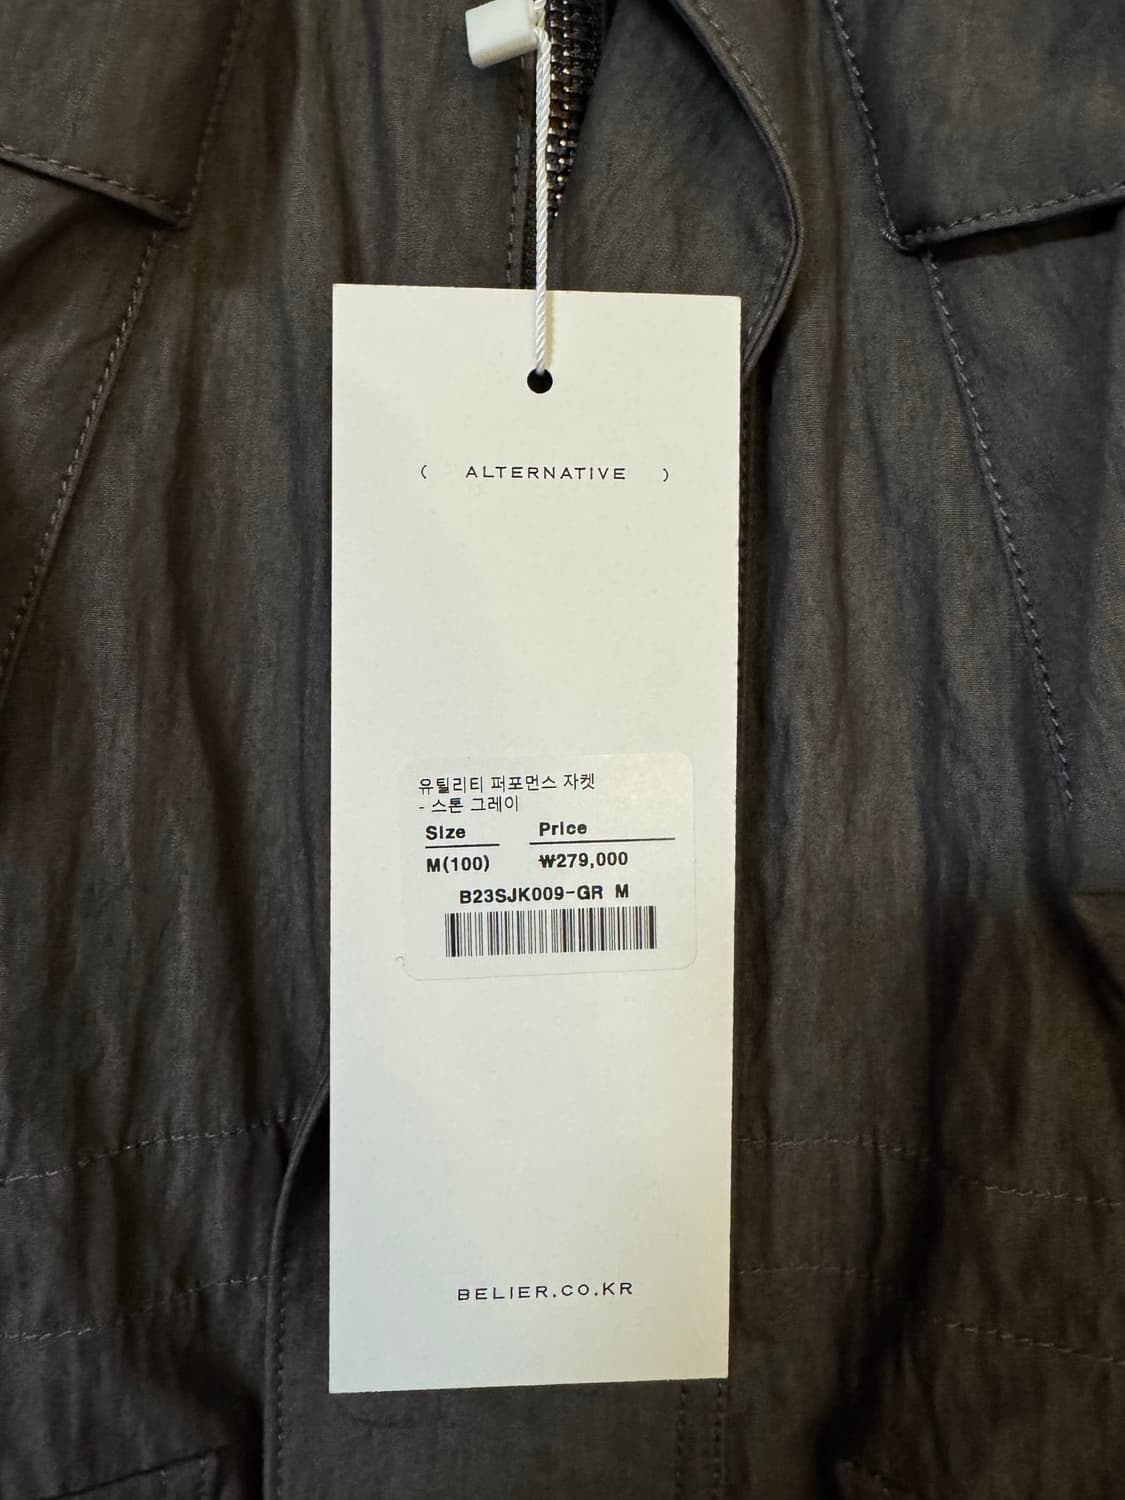 ( ALTERNATIVE )
유틸리티 퍼포먼스 자켓
- 스톤 그레이
Size Price
M(100) ₩279,000
B23SJK009-GR M
BELIER.CO.KR